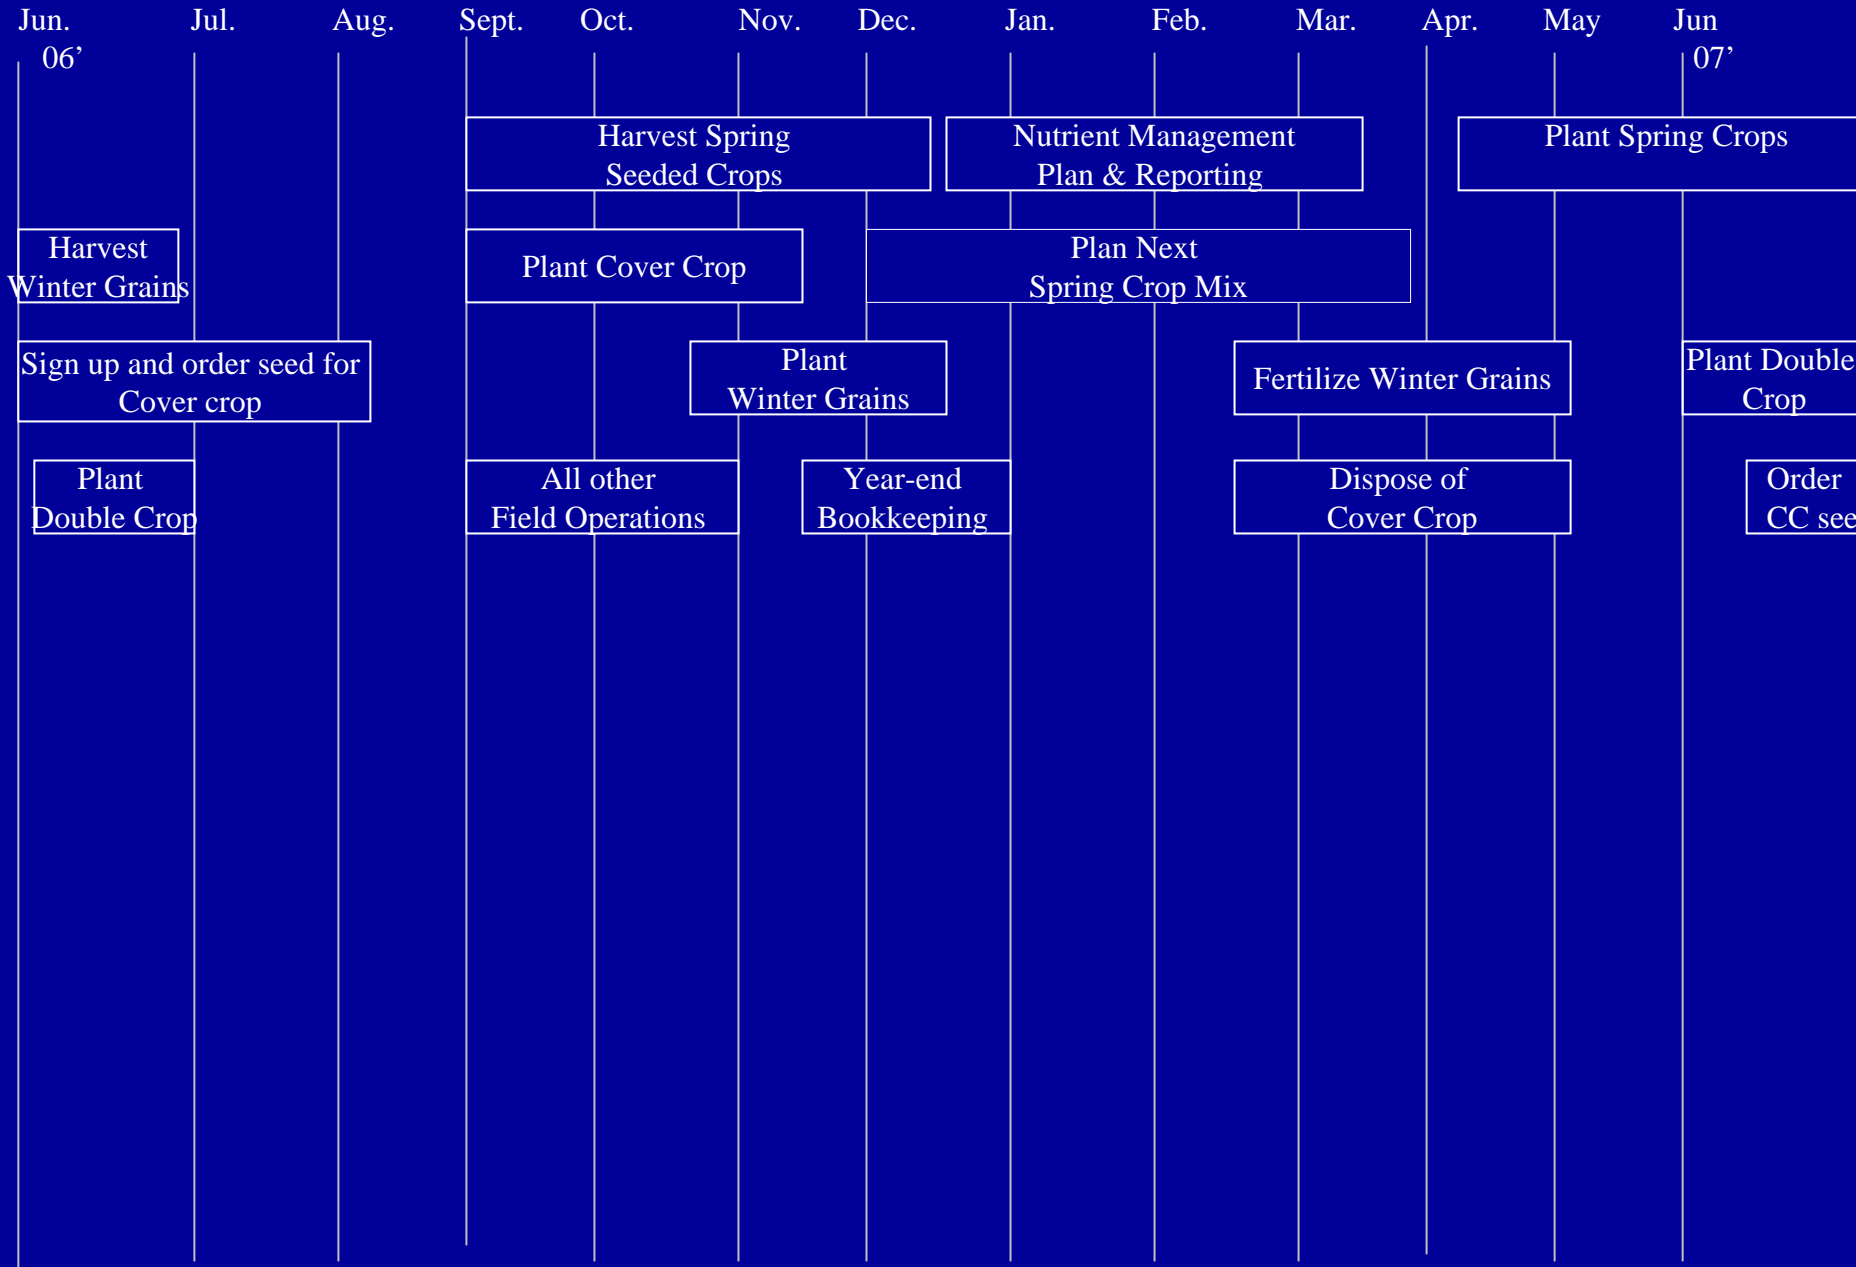 Jun. Jul. Aug. Sept. Oct. Nov. Dec. Jan. Feb. Mar. Apr. May Jun
06’ 07’
Harvest Spring
Seeded Crops
Nutrient Management
Plan & Reporting
Plant Spring Crops
Harvest
Winter Grains
Plant Cover Crop
Plan Next
Spring Crop Mix
Sign up and order seed for
Cover crop
Plant
Winter Grains
Fertilize Winter Grains
Plant Double
Crop
Plant
Double Crop
All other
Field Operations
Year-end
Bookkeeping
Dispose of
Cover Crop
Order
CC see